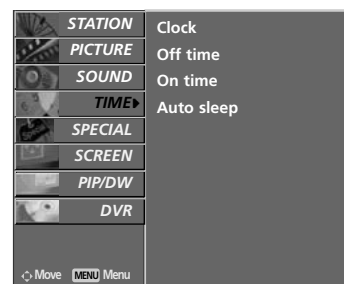 STATION
PICTURE
SOUND
TIME
SPECIAL
SCREEN
PIP/DW
DVR
Move MENU Menu
Clock
Off time
On time
Auto sleep